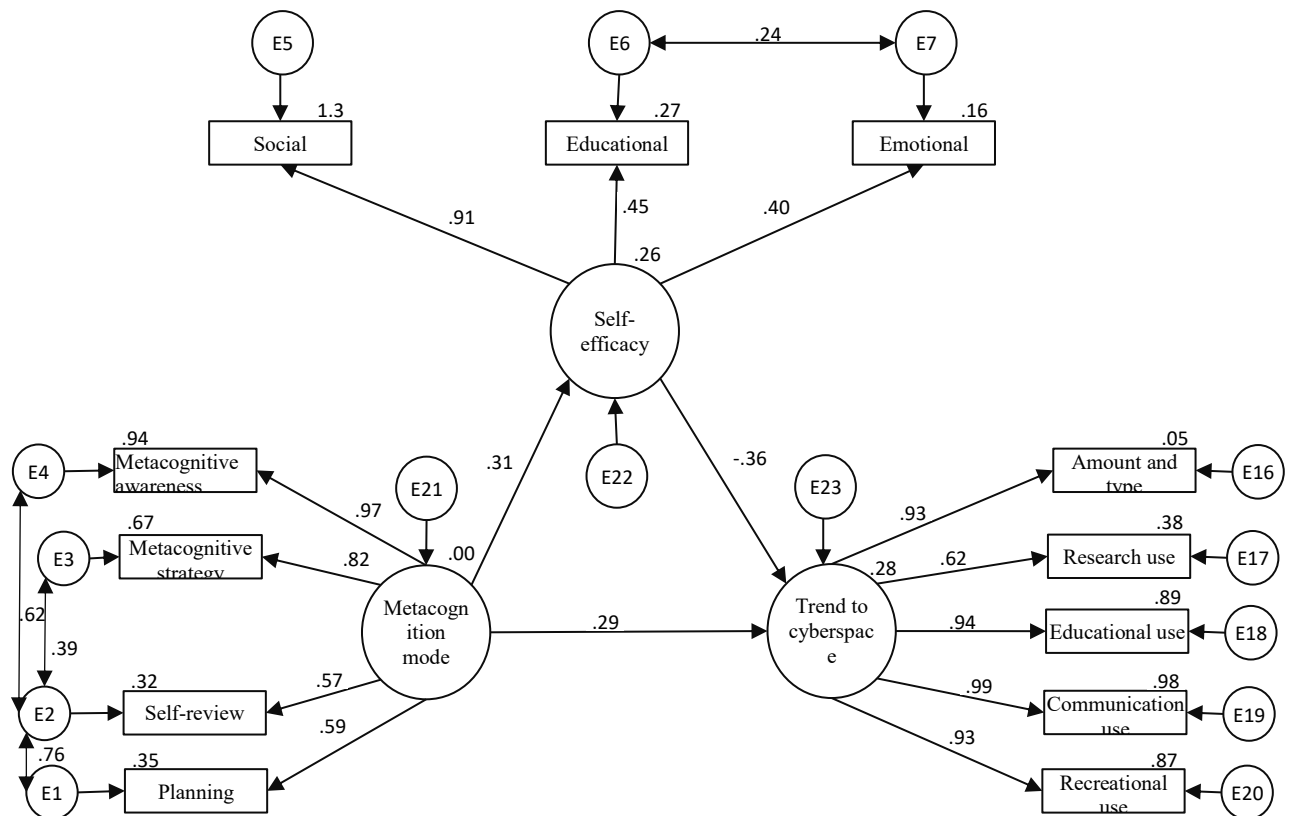 E5
E6
.24
E7
1.3
Social
.27
Educational
.16
Emotional
.91
.45
.40
.26
Self-
efficacy
E22
.31
-.36
E4
.94
Metacognitive
awareness
.97
E21
E3
.67
Metacognitive
strategy
.82
.00
.62
.39
Metacogn
ition
mode
.29
E2
.32
Self-review
.57
.76
E1
.35
Planning
.59
E23
.28
Trend to
cyberspac
e
.93
.05
Amount and
type
E16
.62
.38
Research use
E17
.94
.89
Educational use
E18
.99
.98
Communication
use
E19
.93
.87
Recreational
use
E20